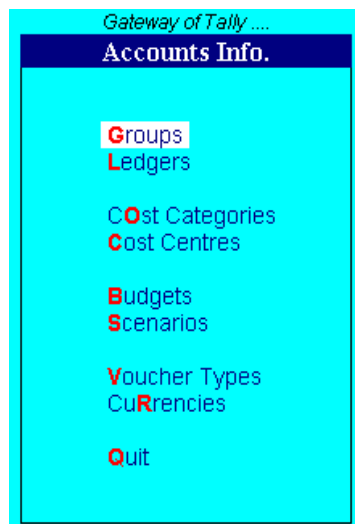 Gateway of Tally ....
Accounts Info.
Groups
Ledgers
COst Categories
Cost Centres
Budgets
Scenarios
Voucher Types
CuRrencies
Quit